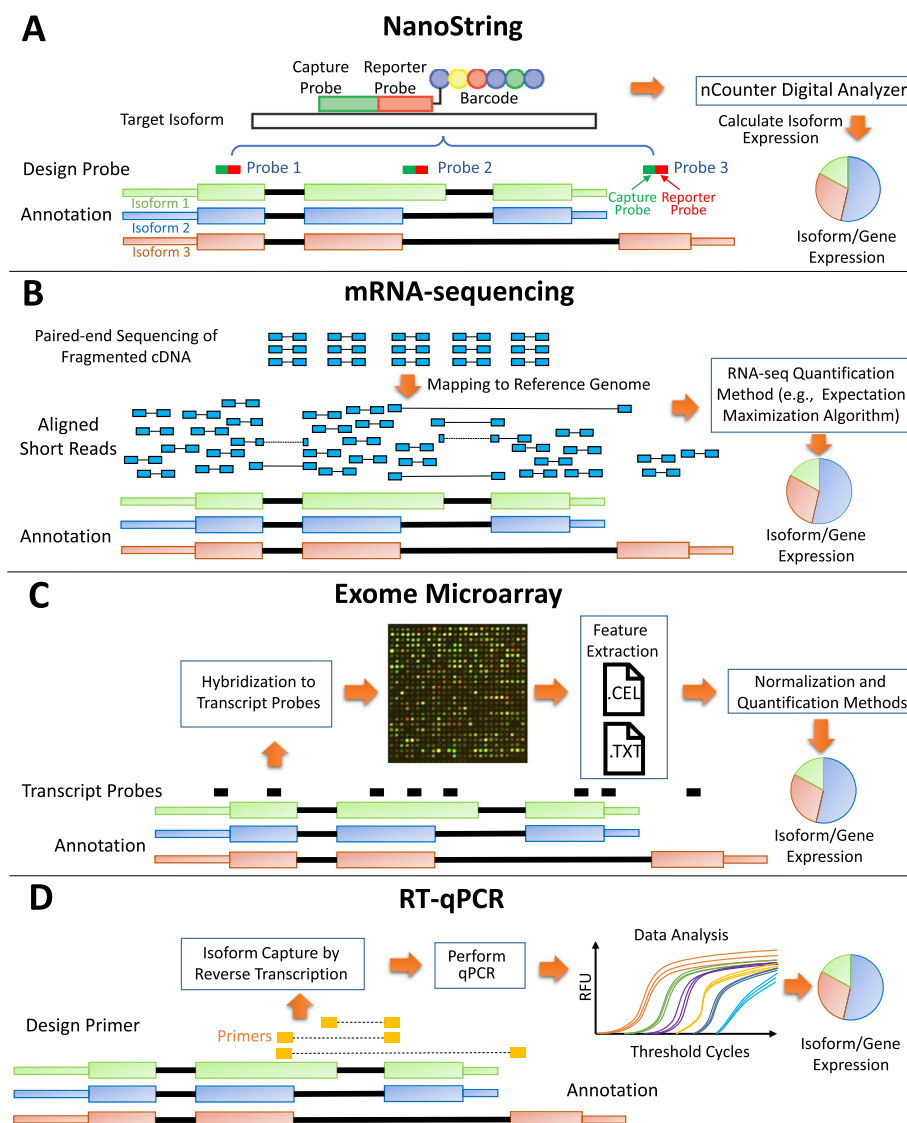 A
NanoString
Capture
Probe
Reporter
Probe
Barcode
Target Isoform
nCounter Digital Analyzer
Calculate Isoform
Expression
Design Probe
Probe 1
Probe 2
Probe 3
Isoform 1
Capture
Probe
Reporter
Probe
Annotation
Isoform 2
Isoform 3
Isoform/Gene
Expression
B
mRNA-sequencing
Paired-end Sequencing of
Fragmented cDNA
Mapping to Reference Genome
RNA-seq Quantification
Method (e.g., Expectation
Maximization Algorithm)
Aligned
Short Reads
Annotation
Isoform/Gene
Expression
C
Exome Microarray
Hybridization to
Transcript Probes
Feature
Extraction
.CEL
.TXT
Normalization and
Quantification Methods
Transcript Probes
Annotation
Isoform/Gene
Expression
D
RT-qPCR
Isoform Capture by
Reverse Transcription
Perform
qPCR
Data Analysis
RFU
Threshold Cycles
Design Primer
Primers
Annotation
Isoform/Gene
Expression